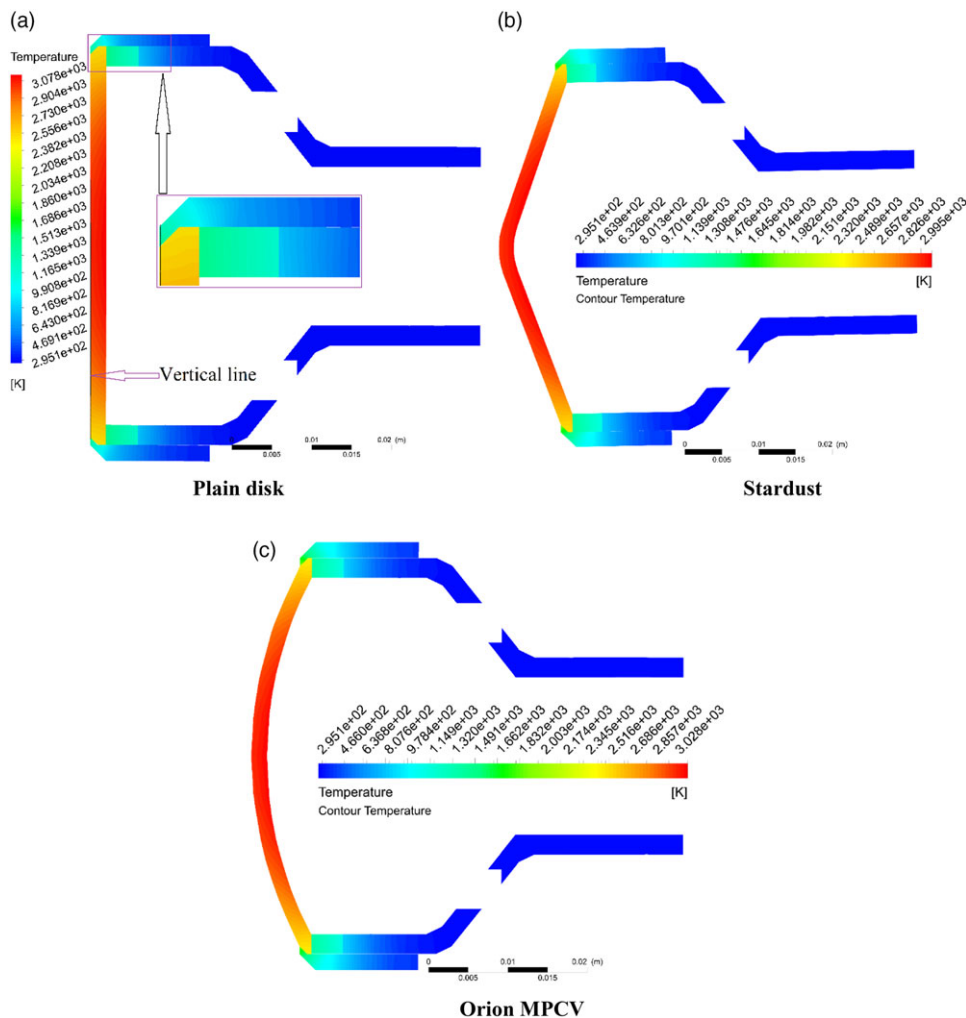 (a)
Temperature
3.078e+03
2.904e+03
2.730e+03
2.556e+03
2.382e+03
2.208e+03
2.034e+03
1.860e+03
1.686e+03
1.513e+03
1.339e+03
1.165e+03
9.908e+02
8.169e+02
6.430e+02
4.691e+02
2.951e+02
[K]
Vertical line
0.01 0.02 (m)
0.005 0.015
Plain disk
(b)
2.951e+02 4.639e+02 6.326e+02 8.013e+02 9.701e+02 1.139e+03 1.308e+03 1.476e+03 1.645e+03 1.814e+03 1.982e+03 2.151e+03 2.320e+03 2.489e+03 2.657e+03 2.826e+03 2.995e+03
Temperature [K]
Contour Temperature
0 0.01 0.02 (m)
0.005 0.015
Stardust
(c)
2.951e+02 4.660e+02 6.368e+02 8.076e+02 9.784e+02 1.149e+03 1.320e+03 1.491e+03 1.662e+03 1.832e+03 2.003e+03 2.174e+03 2.345e+03 2.516e+03 2.686e+03 2.857e+03 3.028e+03
Temperature [K]
Contour Temperature
0 0.01 0.02 (m)
0.005 0.015
Orion MPCV